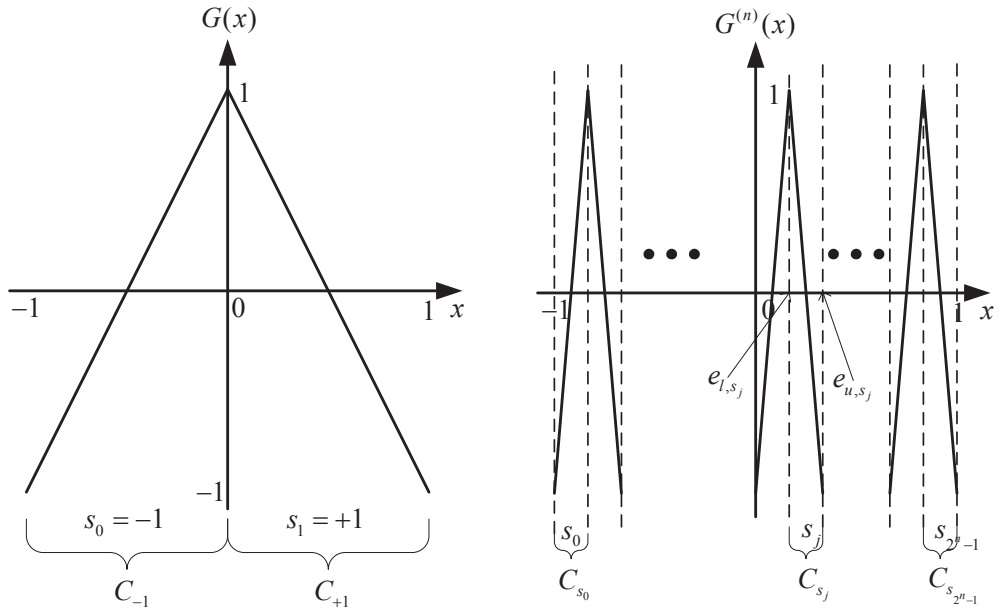 G(x)
1
−1
0
1
x
−1
s₀ = −1
s₁ = +1
C₋₁
C₊₁
G⁽ⁿ⁾(x)
1
−1
0
1
x
e_{l,s_j}
e_{u,s_j}
s₀
s_j
s_{2ⁿ−1}
C_{s₀}
C_{s_j}
C_{s_{2ⁿ−1}}